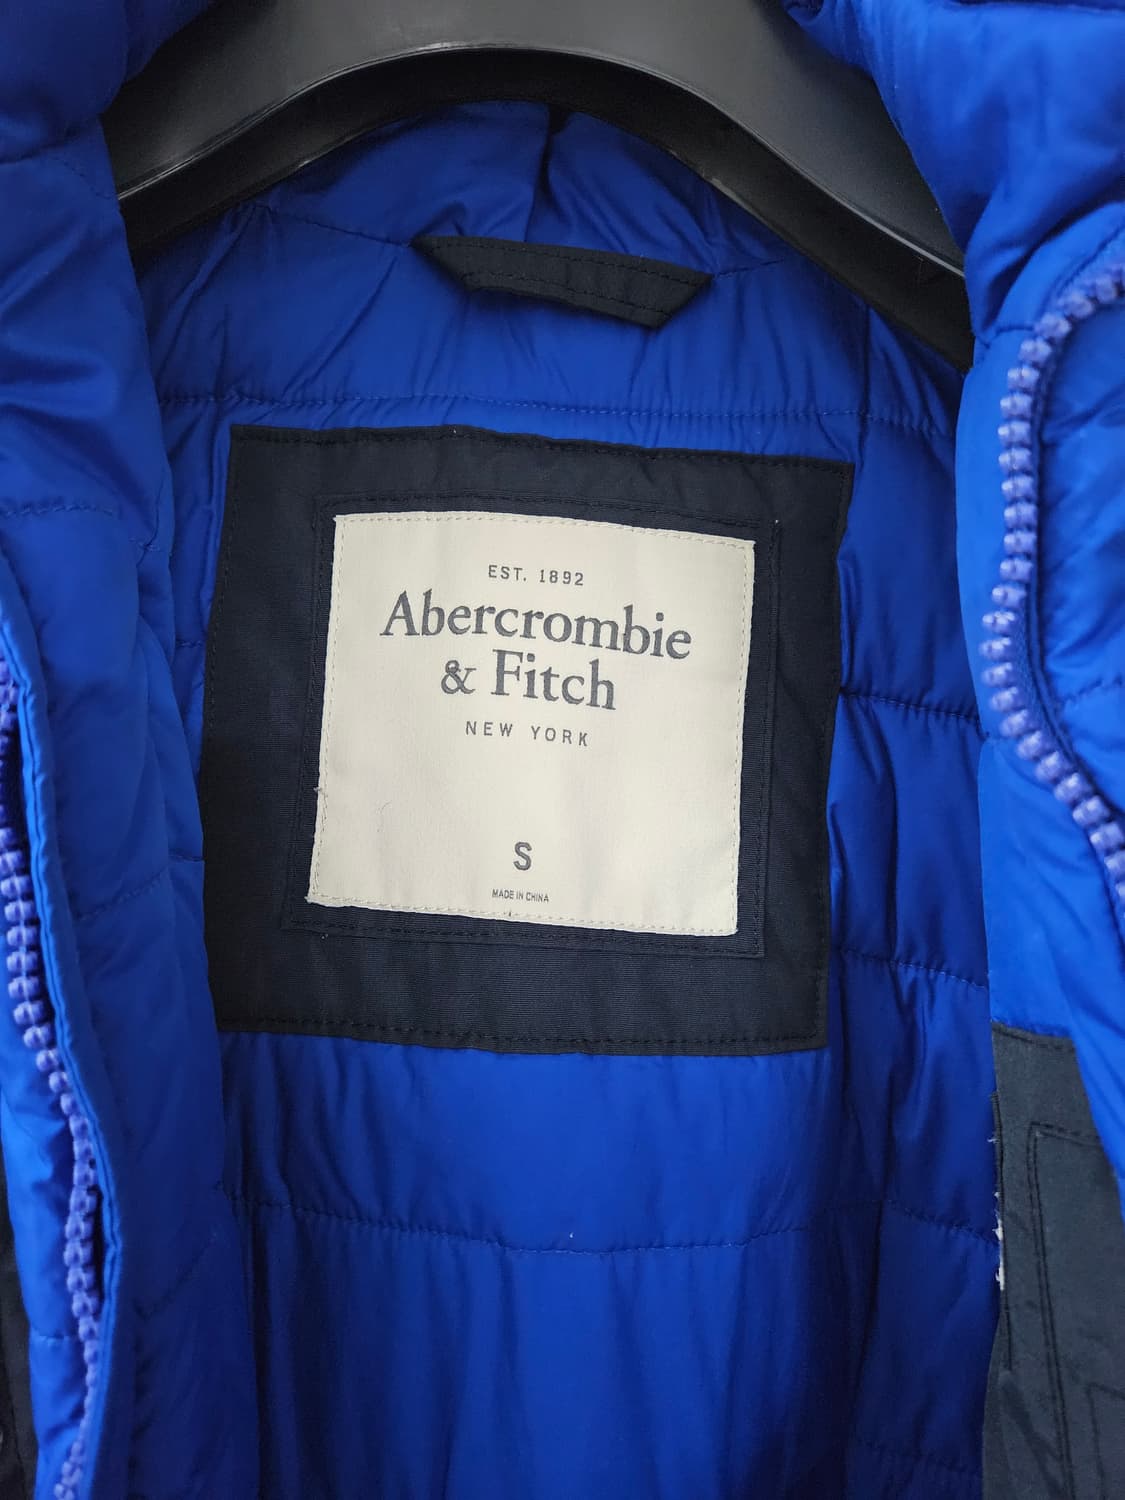 EST. 1892
Abercrombie
& Fitch
NEW YORK
S
MADE IN CHINA